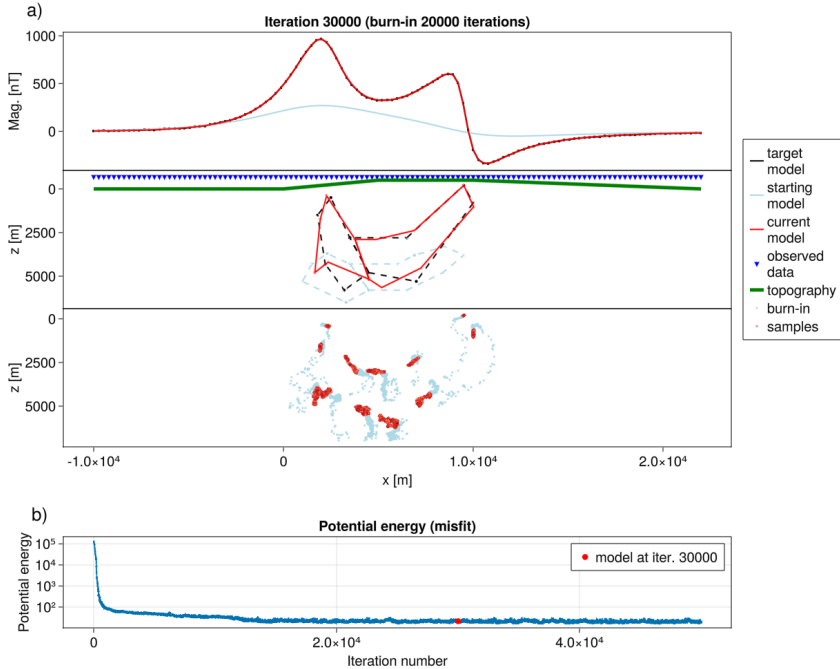 a)
Iteration 30000 (burn-in 20000 iterations)
1000
500
0
Mag. [nT]
0
2500
5000
z [m]
0
2500
5000
z [m]
-1.0×10⁴
0
1.0×10⁴
2.0×10⁴
x [m]
target
model
starting
model
current
model
observed
data
topography
burn-in
samples
b)
Potential energy (misfit)
10⁵
10⁴
10³
10²
Potential energy
model at iter. 30000
0
2.0×10⁴
4.0×10⁴
Iteration number